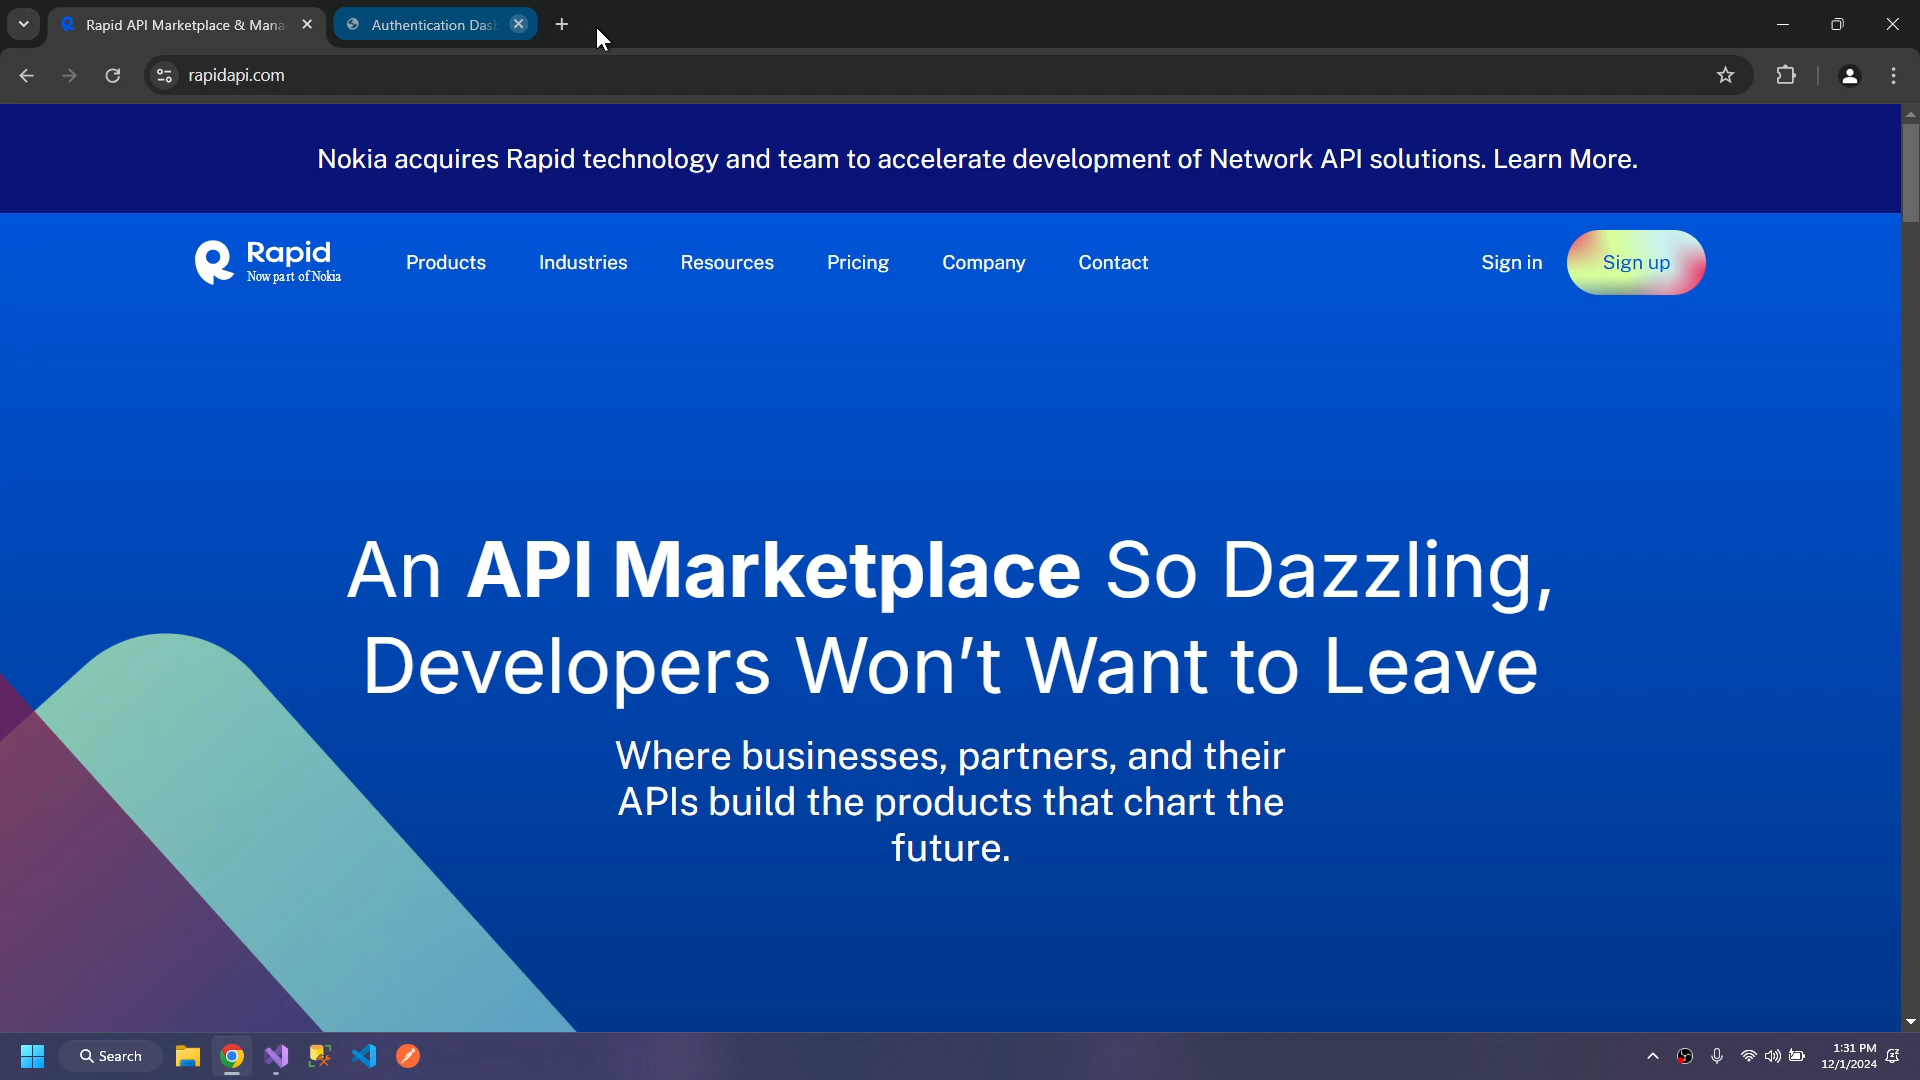 Rapid API Marketplace & Mana
Authentication Das
rapidapi.com
Nokia acquires Rapid technology and team to accelerate development of Network API solutions. Learn More.
Rapid
Now part of Nokia
Products
Industries
Resources
Pricing
Company
Contact
Sign in
Sign up
An API Marketplace So Dazzling,
Developers Won't Want to Leave
Where businesses, partners, and their
APIs build the products that chart the
future.
Search
1:31 PM
12/1/2024